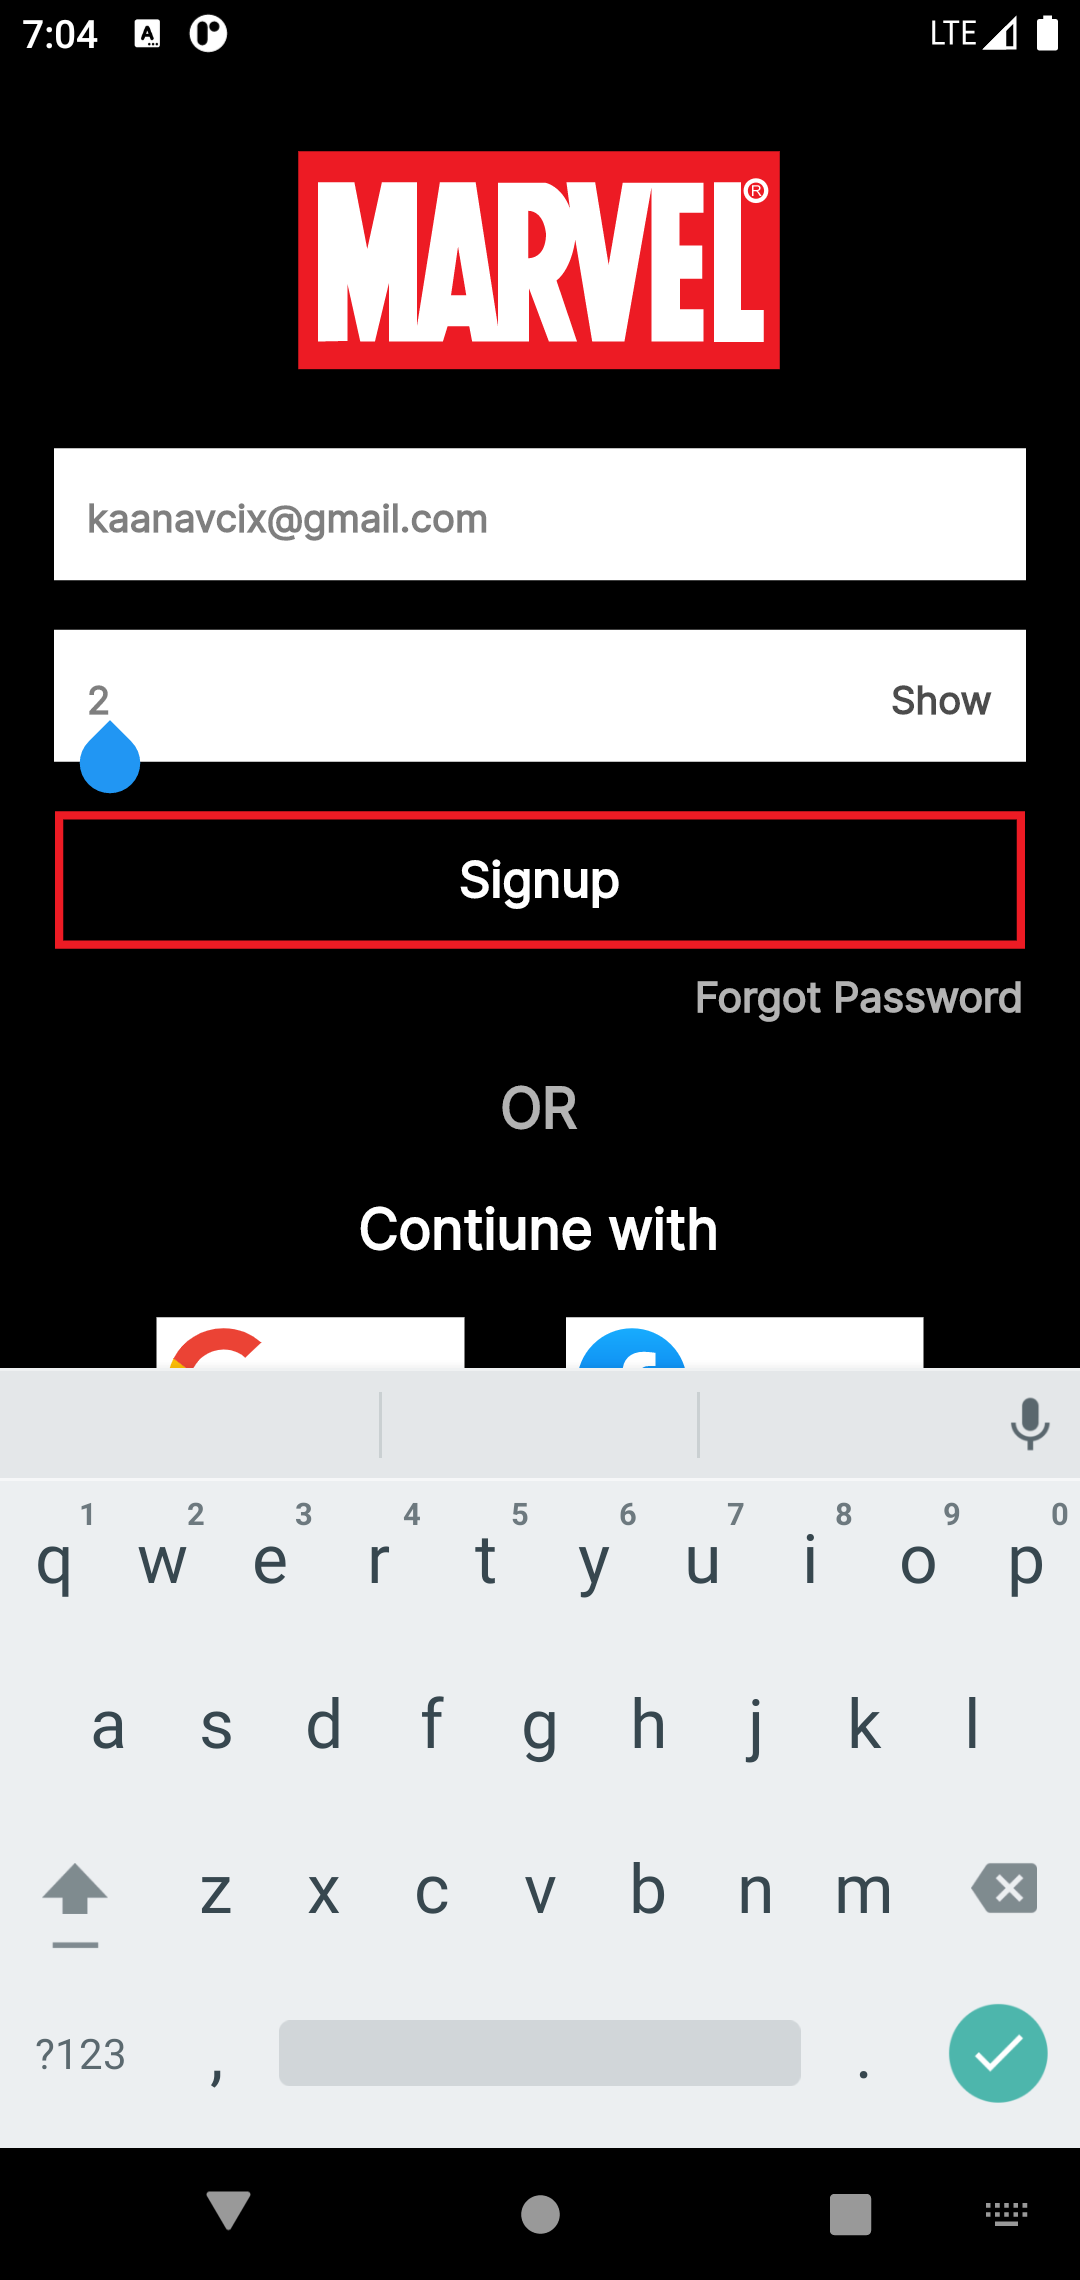 7:04 A LTE
MARVEL®
kaanavcix@gmail.com
2 Show
Signup
Forgot Password
OR
Contiune with
1 2 3 4 5 6 7 8 9 0
q w e r t y u i o p
a s d f g h j k l
z x c v b n m
?123 , .